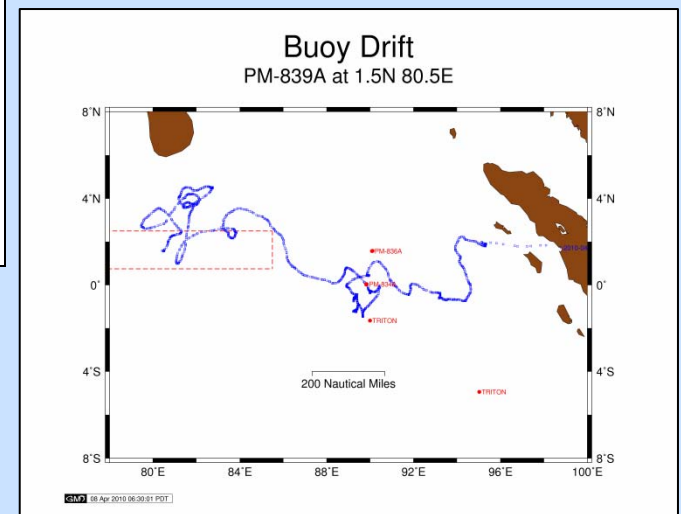 Buoy Drift
PM-839A at 1.5N 80.5E
8°N 8°N
4°N 4°N
PM-836A
0° 0°
TRITON
4°S 4°S
200 Nautical Miles
TRITON
8°S 8°S
80°E 84°E 88°E 92°E 96°E 100°E
GMD 08 Apr 2010 06:30:01 PDT